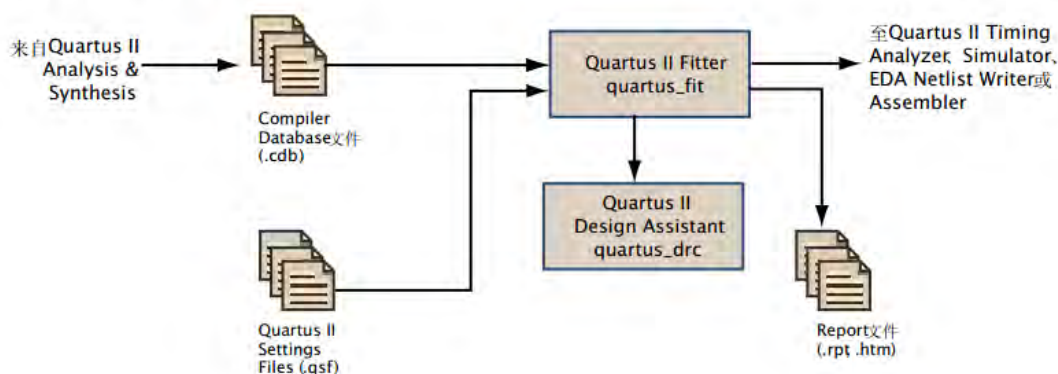 来自Quartus II
Analysis &
Synthesis
Compiler
Database文件
(.cdb)
Quartus II Fitter
quartus_fit
至Quartus II Timing
Analyzer、Simulator、
EDA Netlist Writer或
Assembler
Quartus II
Design Assistant
quartus_drc
Quartus II
Settings
Files (.qsf)
Report文件
(.rpt, .htm)